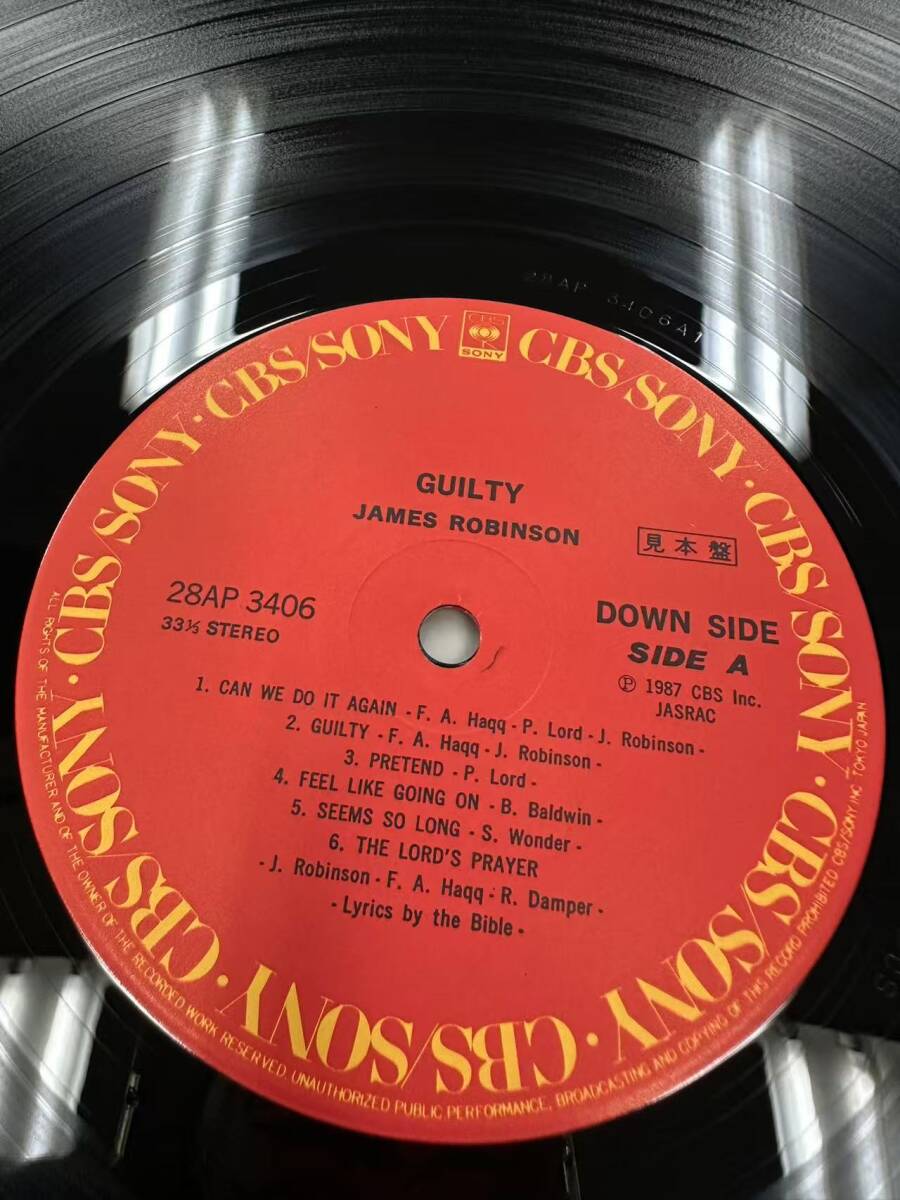 28AP 3406A1
CBS/SONY · CBS/SONY · CBS/SONY · CBS/SONY · CBS/SONY · CBS/SONY · CBS/SONY · CBS/SONY
CBS
SONY
GUILTY
JAMES ROBINSON
見本盤
28AP 3406
33⅓ STEREO
DOWN SIDE
SIDE A
Ⓟ 1987 CBS Inc.
JASRAC
1. CAN WE DO IT AGAIN - F. A. Haqq - P. Lord - J. Robinson -
2. GUILTY - F. A. Haqq - J. Robinson -
3. PRETEND - P. Lord -
4. FEEL LIKE GOING ON - B. Baldwin -
5. SEEMS SO LONG - S. Wonder -
6. THE LORD'S PRAYER
- J. Robinson - F. A. Haqq - R. Damper -
- Lyrics by the Bible -
ALL RIGHTS OF THE MANUFACTURER AND OF THE OWNER OF THE RECORDED WORK RESERVED. UNAUTHORIZED PUBLIC PERFORMANCE, BROADCASTING AND COPYING OF THIS RECORD PROHIBITED CBS/SONY INC. TOKYO JAPAN